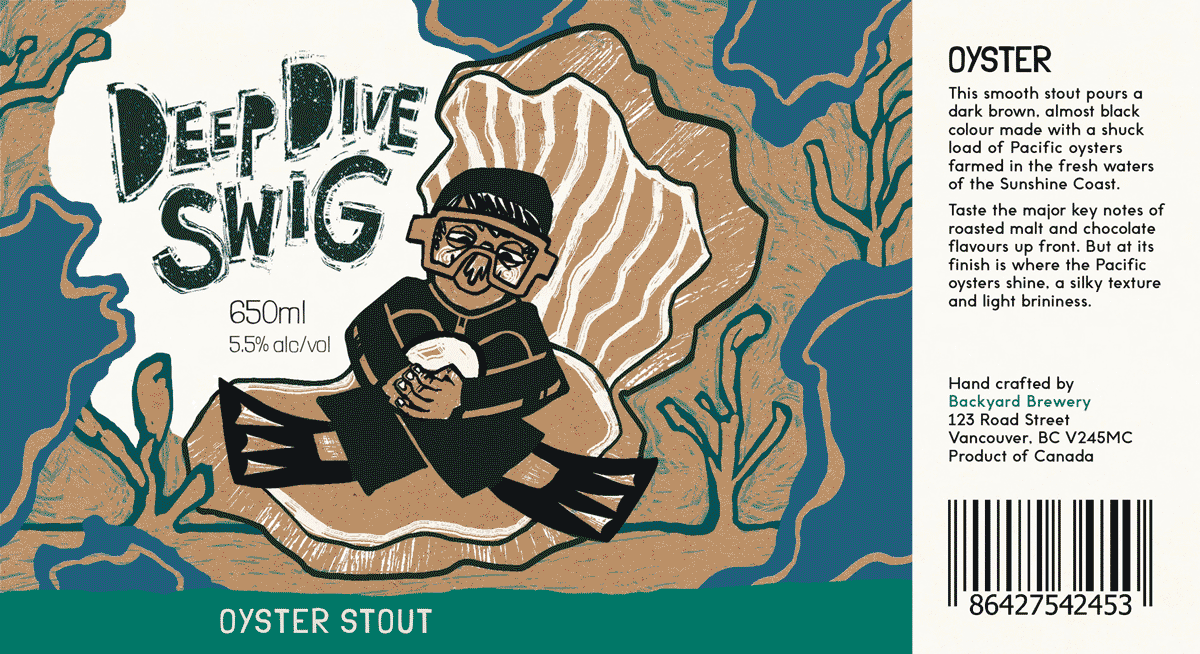 DEEP DIVE
SWIG
650ml
5.5% alc/vol
OYSTER STOUT
OYSTER
This smooth stout pours a
dark brown, almost black
colour made with a shuck
load of Pacific oysters
farmed in the fresh waters
of the Sunshine Coast.
Taste the major key notes of
roasted malt and chocolate
flavours up front. But at its
finish is where the Pacific
oysters shine, a silky texture
and light brininess.
Hand crafted by
Backyard Brewery
123 Road Street
Vancouver, BC V245MC
Product of Canada
86427542453